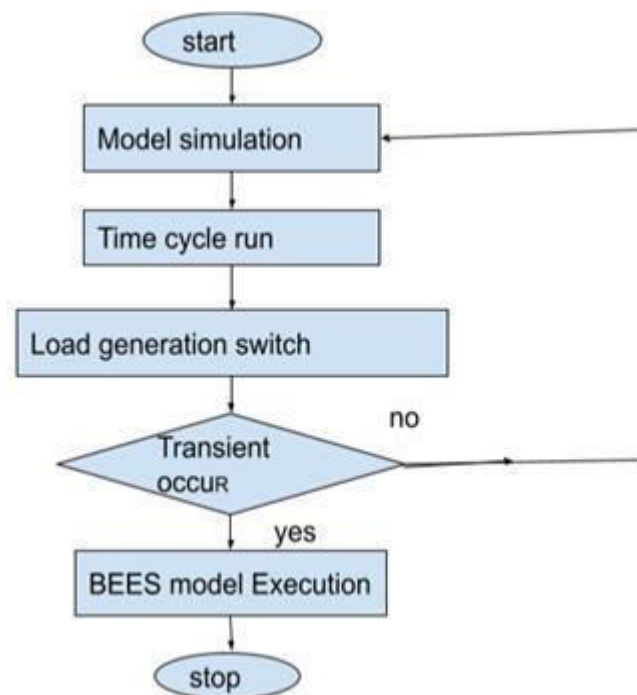 start
Model simulation
Time cycle run
Load generation switch
no
Transient
occuR
yes
BEES model Execution
stop